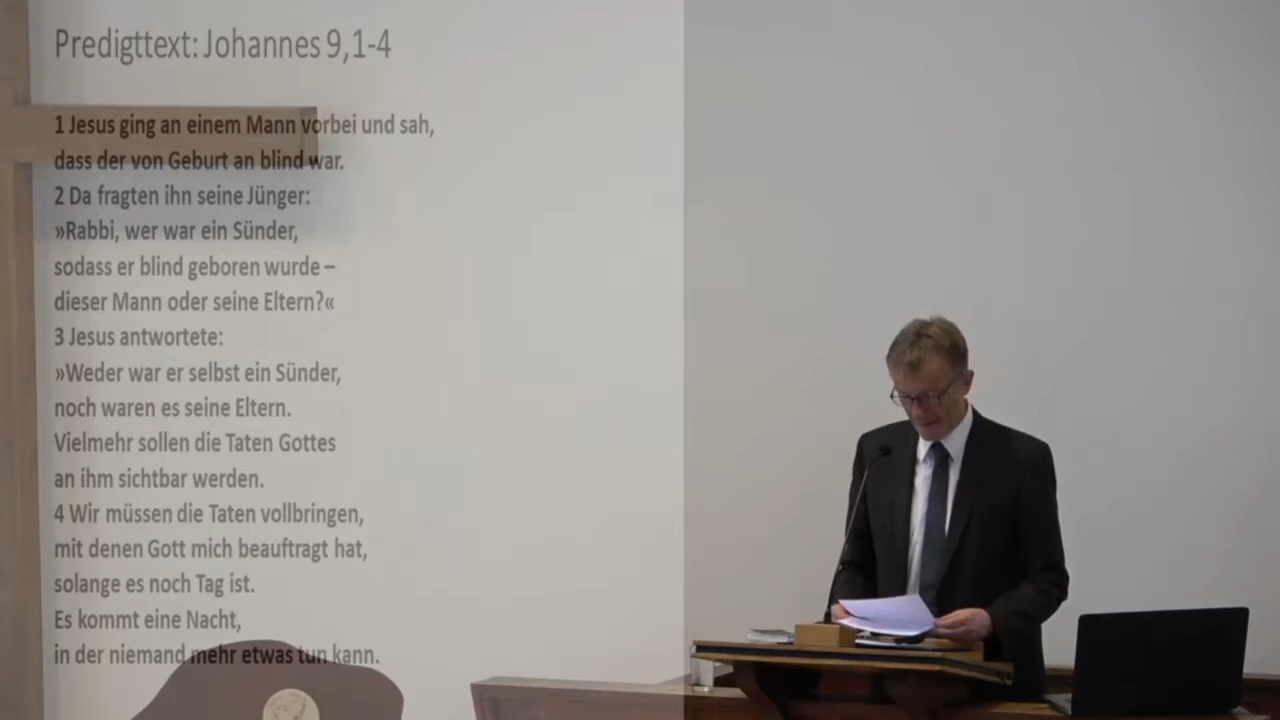 Predigttext: Johannes 9,1-4
1 Jesus ging an einem Mann vorbei und sah,
dass der von Geburt an blind war.
2 Da fragten ihn seine Jünger:
»Rabbi, wer war ein Sünder,
sodass er blind geboren wurde –
dieser Mann oder seine Eltern?«
3 Jesus antwortete:
»Weder war er selbst ein Sünder,
noch waren es seine Eltern.
Vielmehr sollen die Taten Gottes
an ihm sichtbar werden.
4 Wir müssen die Taten vollbringen,
mit denen Gott mich beauftragt hat,
solange es noch Tag ist.
Es kommt eine Nacht,
in der niemand mehr etwas tun kann.